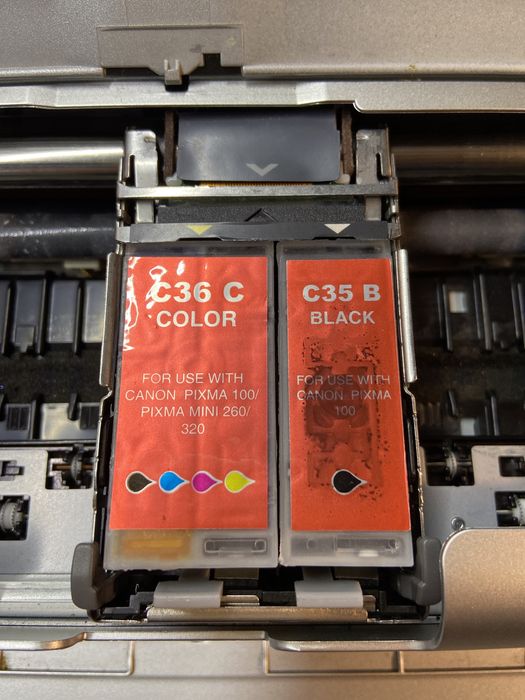 C36 C
COLOR
FOR USE WITH
CANON PIXMA 100/
PIXMA MINI 260/
320
C35 B
BLACK
FOR USE WITH
CANON PIXMA
100